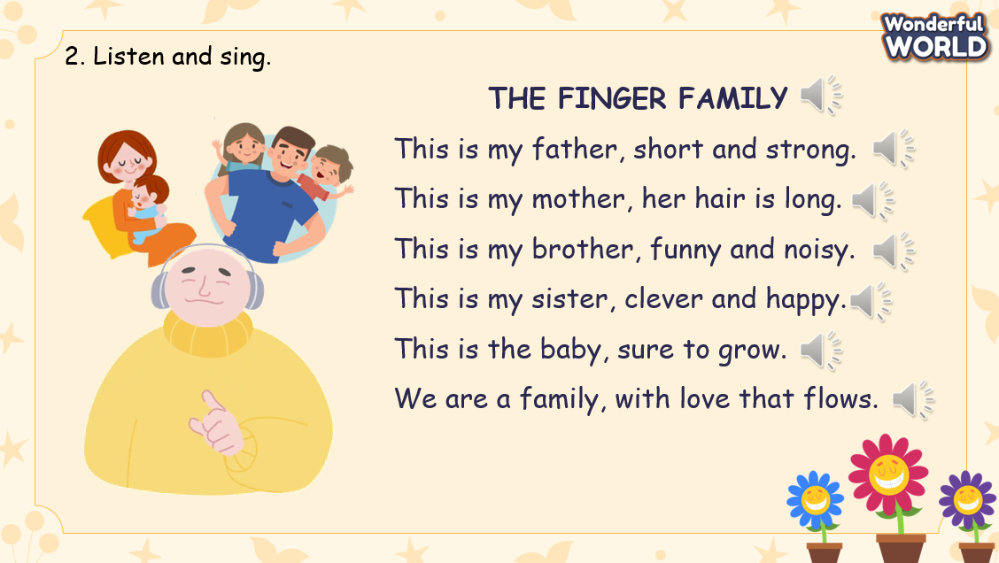 Wonderful
WORLD
2. Listen and sing.
THE FINGER FAMILY
This is my father, short and strong.
This is my mother, her hair is long.
This is my brother, funny and noisy.
This is my sister, clever and happy.
This is the baby, sure to grow.
We are a family, with love that flows.